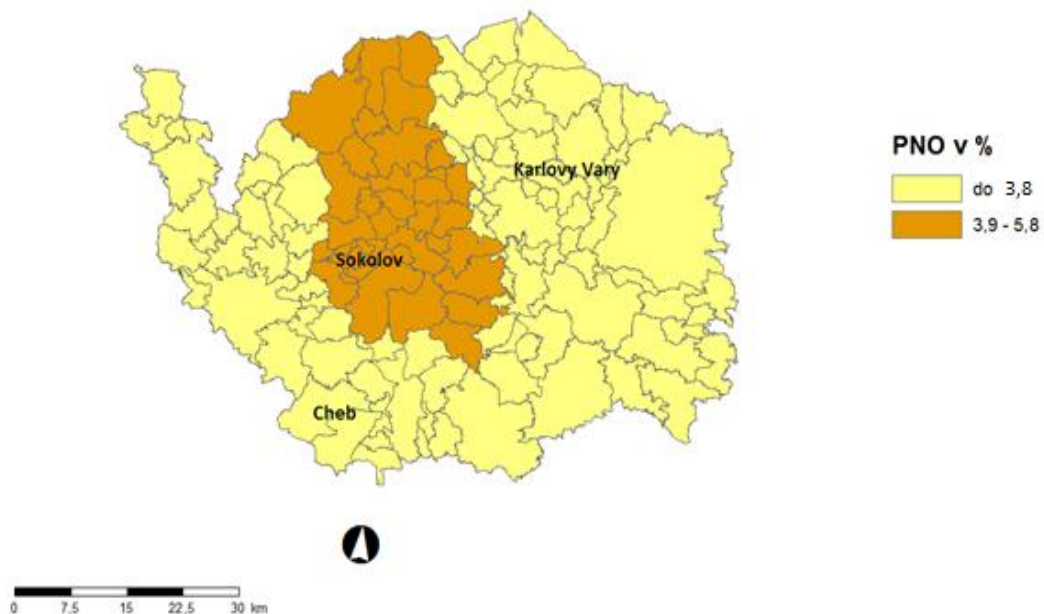 Karlovy Vary
Sokolov
Cheb
PNO v %
do 3,8
3,9 - 5,8
0 7,5 15 22,5 30 km